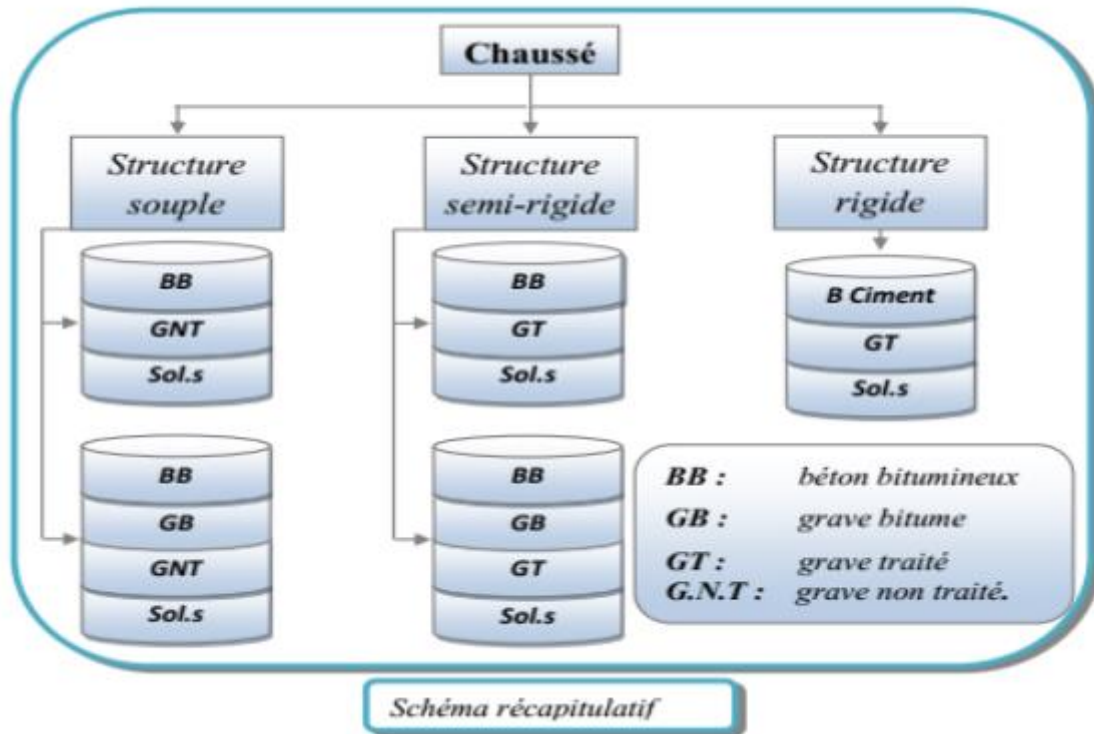 Chaussé
Structure
souple
BB
GNT
Sol.s
BB
GB
GNT
Sol.s
Structure
semi-rigide
BB
GT
Sol.s
BB
GB
GT
Sol.s
Structure
rigide
B Ciment
GT
Sol.s
BB : béton bitumineux
GB : grave bitume
GT : grave traité
G.N.T : grave non traité.
Schéma récapitulatif